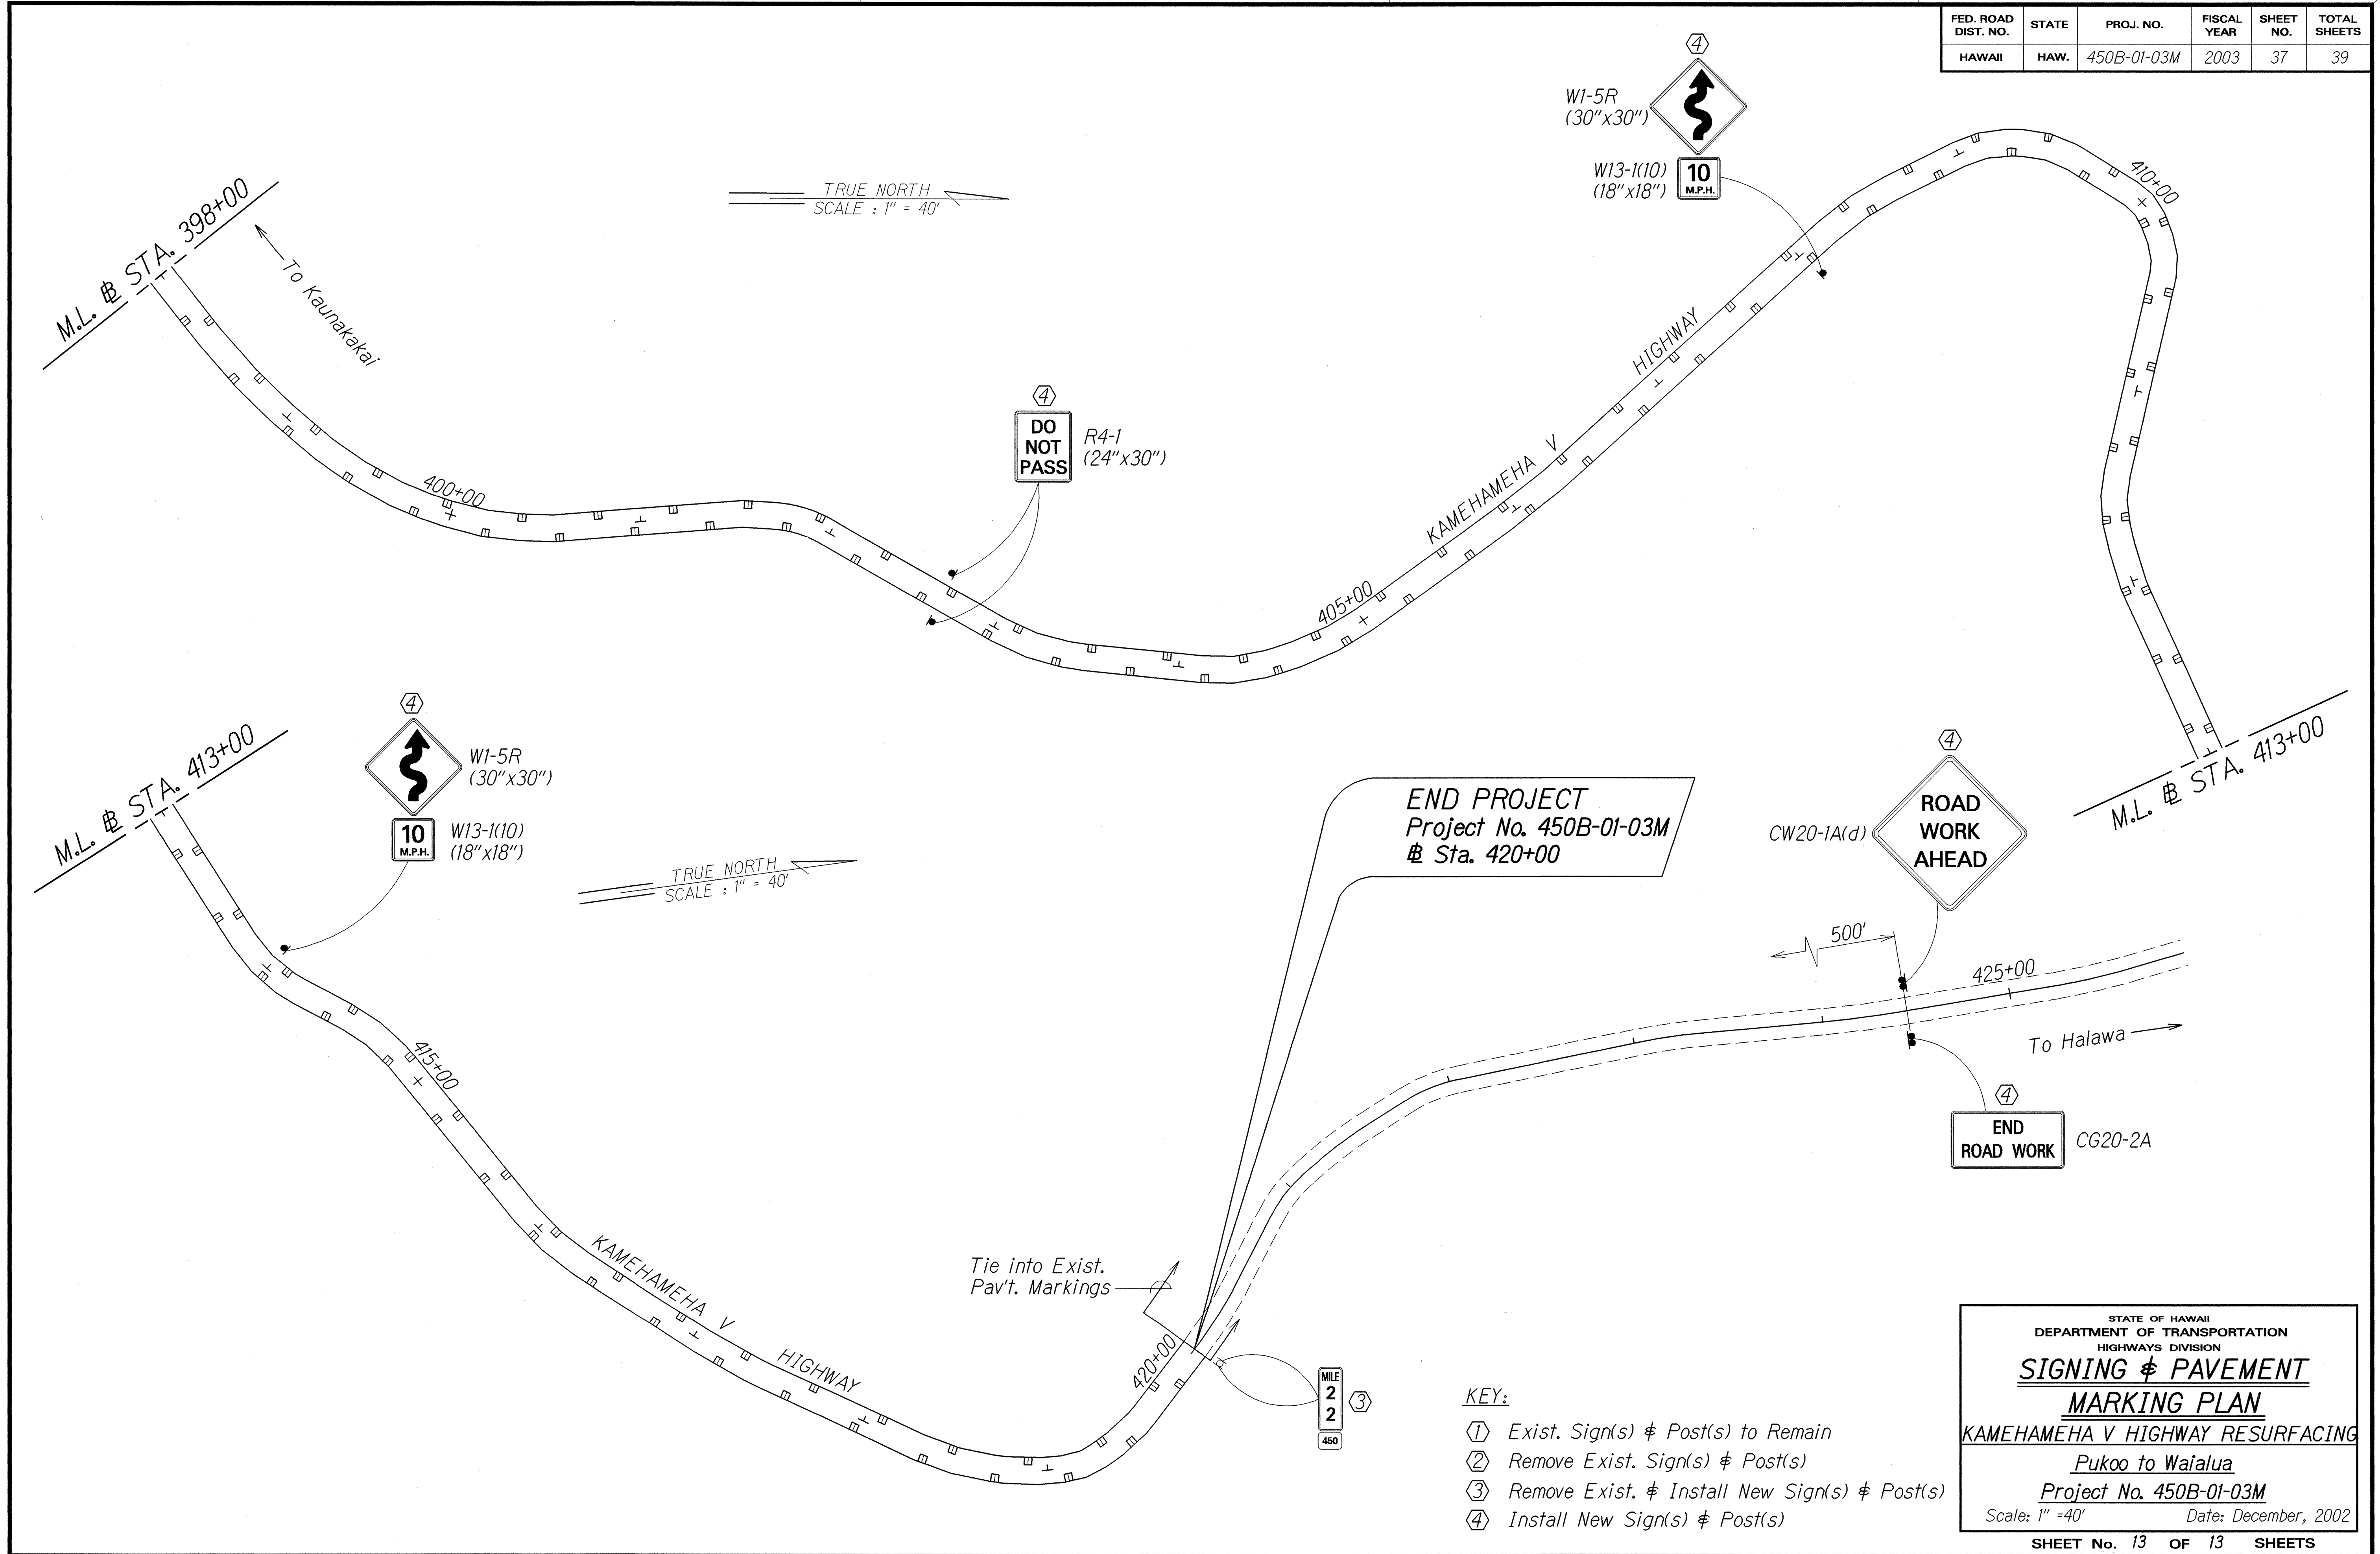 FED. ROAD DIST. NO.
STATE
PROJ. NO.
FISCAL YEAR
SHEET NO.
TOTAL SHEETS
HAWAII
HAW.
450B-01-03M
2003
37
39
4
W1-5R
(30"x30")
W13-1(10)
(18"x18")
10
M.P.H.
TRUE NORTH
SCALE : 1" = 40'
M.L. BL STA. 398+00
To Kaunakakai
410+00
HIGHWAY
KAMEHAMEHA V
4
DO
NOT
PASS
R4-1
(24"x30")
400+00
405+00
M.L. BL STA. 413+00
M.L. BL STA. 413+00
4
W1-5R
(30"x30")
10
M.P.H.
W13-1(10)
(18"x18")
TRUE NORTH
SCALE : 1" = 40'
END PROJECT
Project No. 450B-01-03M
BL Sta. 420+00
4
CW20-1A(d)
ROAD
WORK
AHEAD
500'
425+00
To Halawa
4
END
ROAD WORK
CG20-2A
415+00
KAMEHAMEHA V
HIGHWAY
Tie into Exist.
Pav't. Markings
420+00
MILE
2
2
450
3
KEY:
1 Exist. Sign(s) & Post(s) to Remain
2 Remove Exist. Sign(s) & Post(s)
3 Remove Exist. & Install New Sign(s) & Post(s)
4 Install New Sign(s) & Post(s)
STATE OF HAWAII
DEPARTMENT OF TRANSPORTATION
HIGHWAYS DIVISION
SIGNING & PAVEMENT
MARKING PLAN
KAMEHAMEHA V HIGHWAY RESURFACING
Pukoo to Waialua
Project No. 450B-01-03M
Scale: 1" =40' Date: December, 2002
SHEET No. 13 OF 13 SHEETS